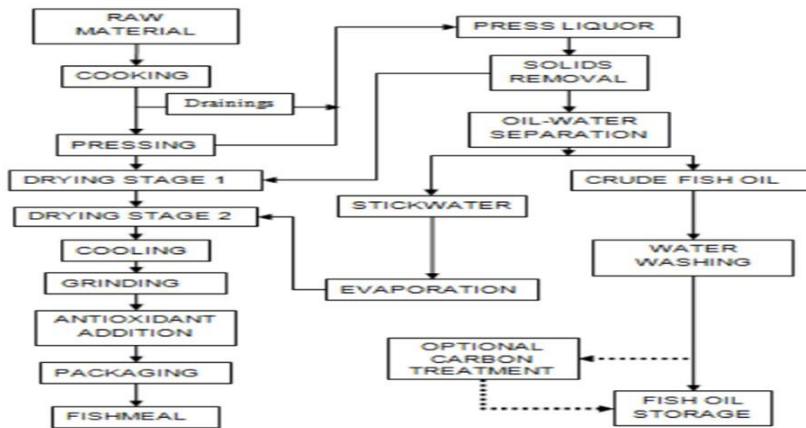 RAW
MATERIAL
COOKING
Drainings
PRESSING
DRYING STAGE 1
DRYING STAGE 2
COOLING
GRINDING
ANTIOXIDANT
ADDITION
PACKAGING
FISHMEAL
PRESS LIQUOR
SOLIDS
REMOVAL
OIL-WATER
SEPARATION
STICKWATER
EVAPORATION
CRUDE FISH OIL
WATER
WASHING
OPTIONAL
CARBON
TREATMENT
FISH OIL
STORAGE